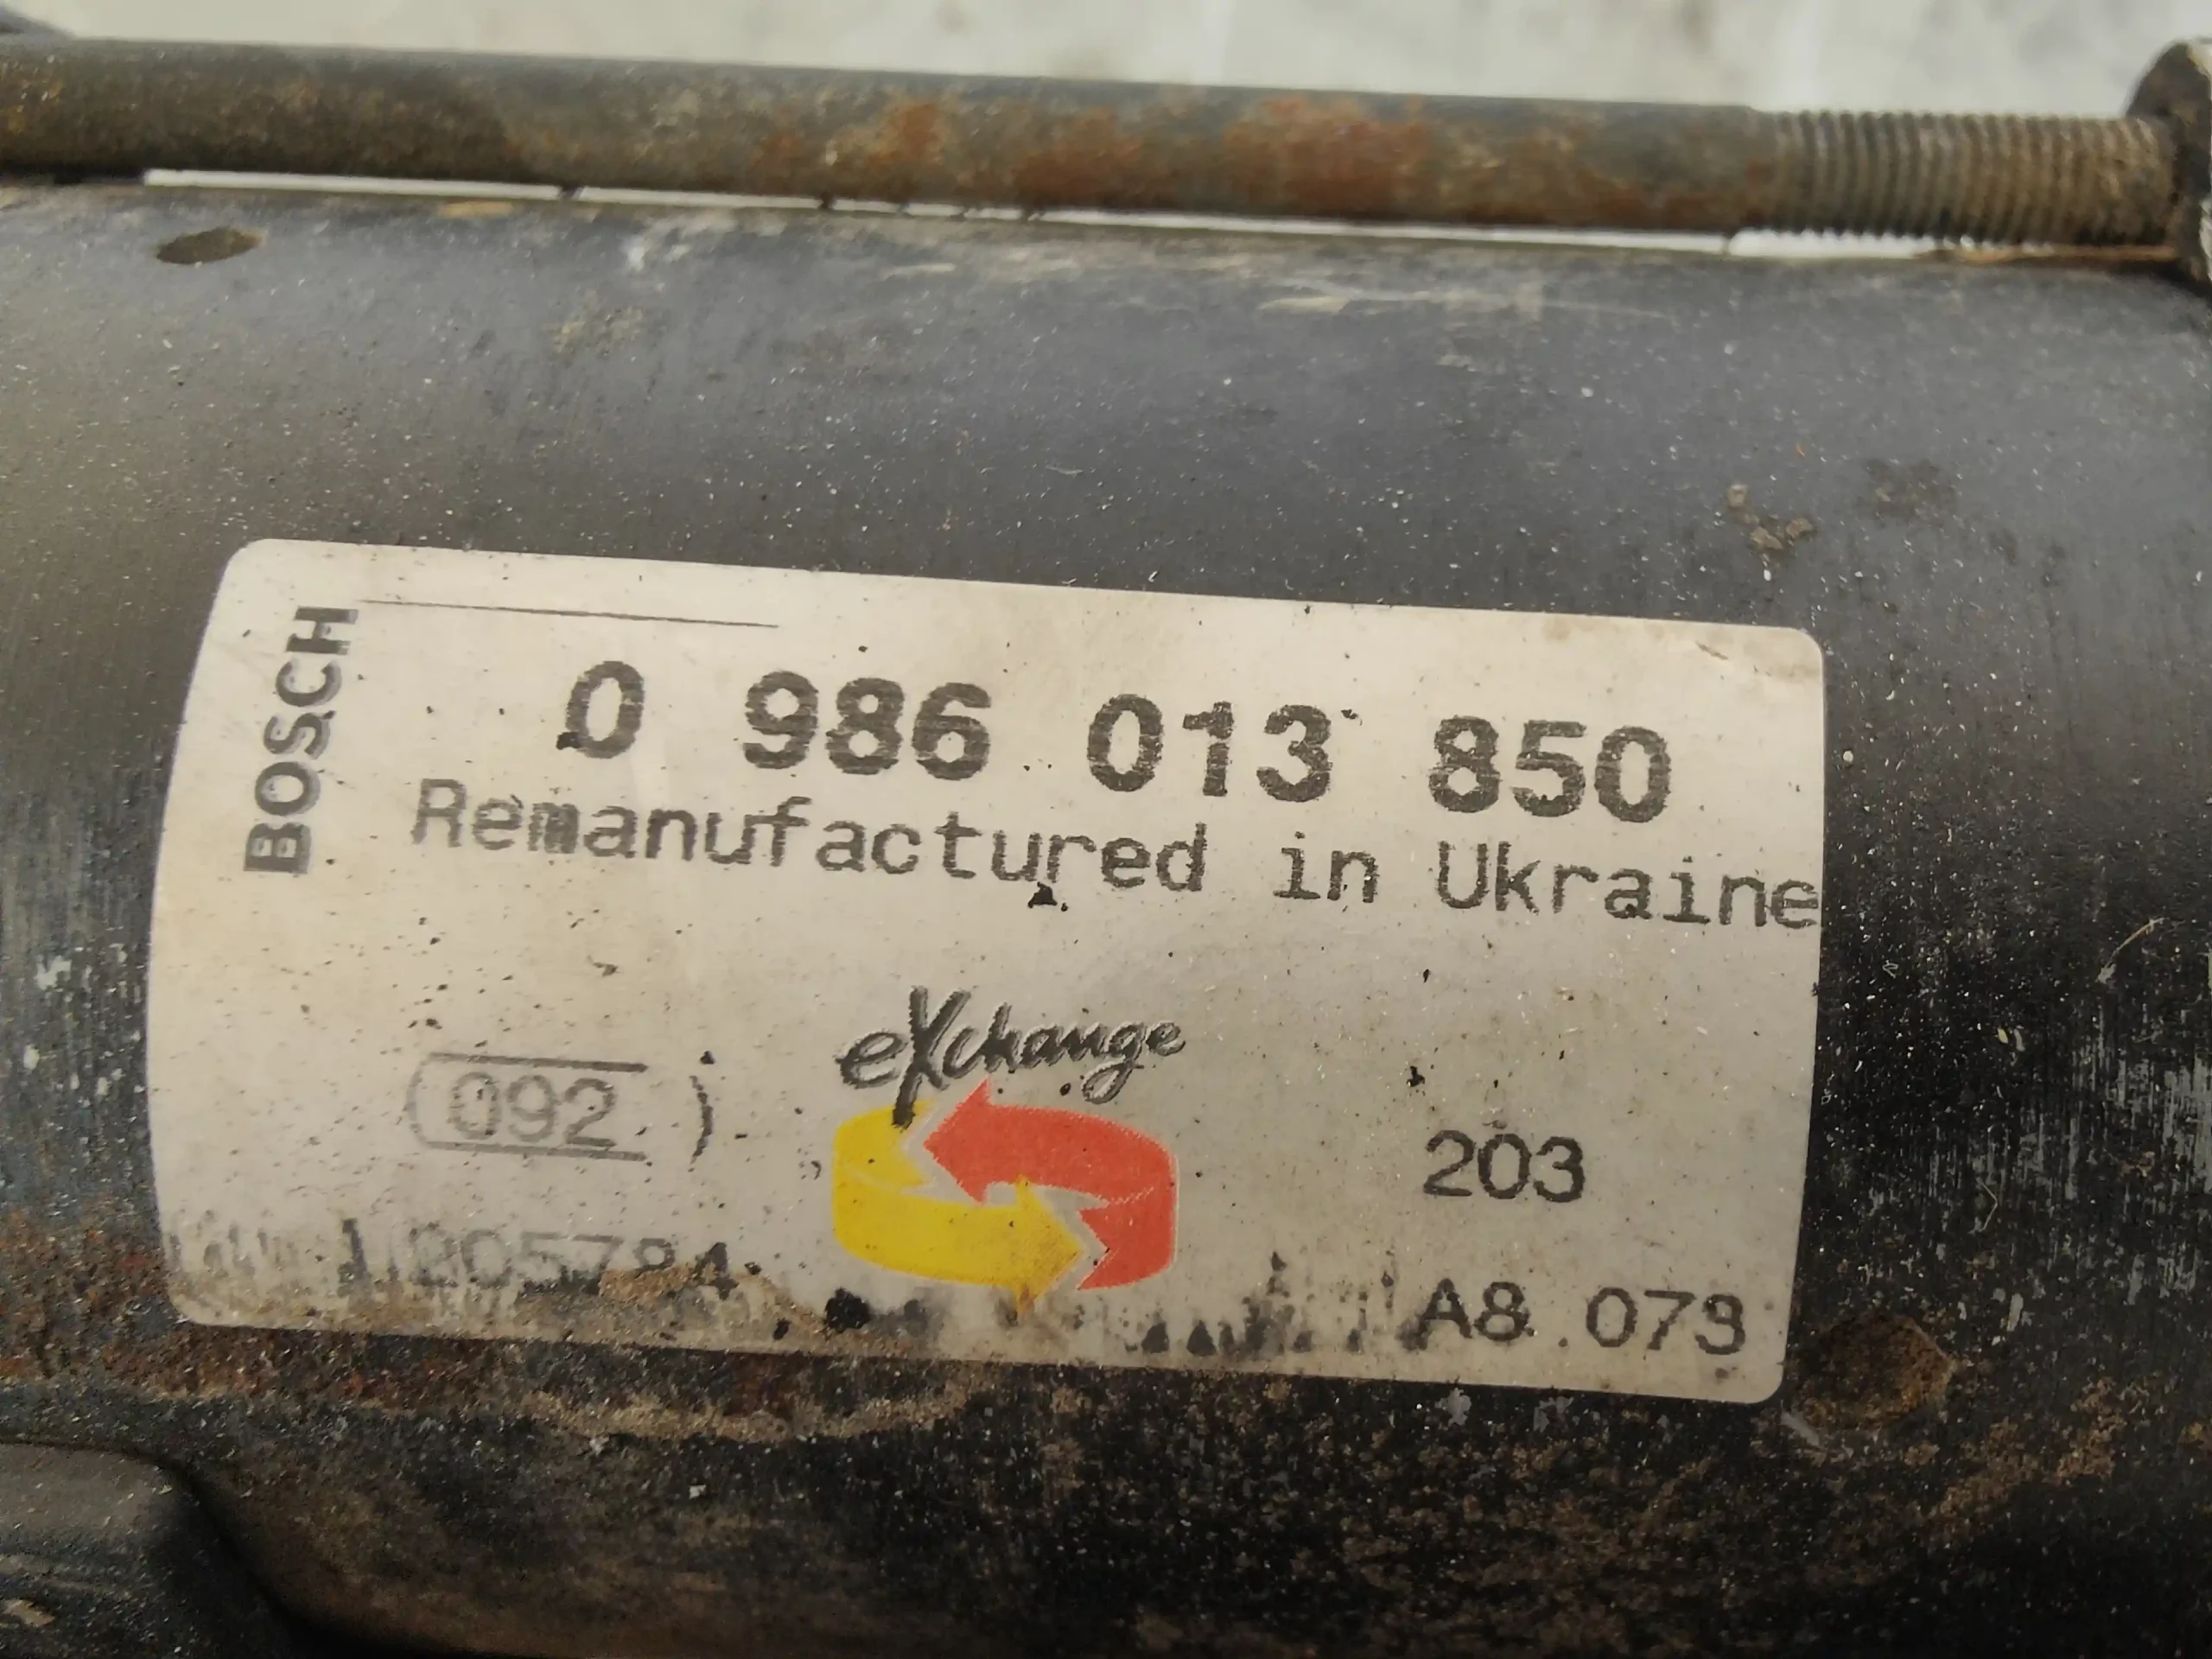 BOSCH
0 986 013 850
Remanufactured in Ukraine
eXchange
092
203
A8.073